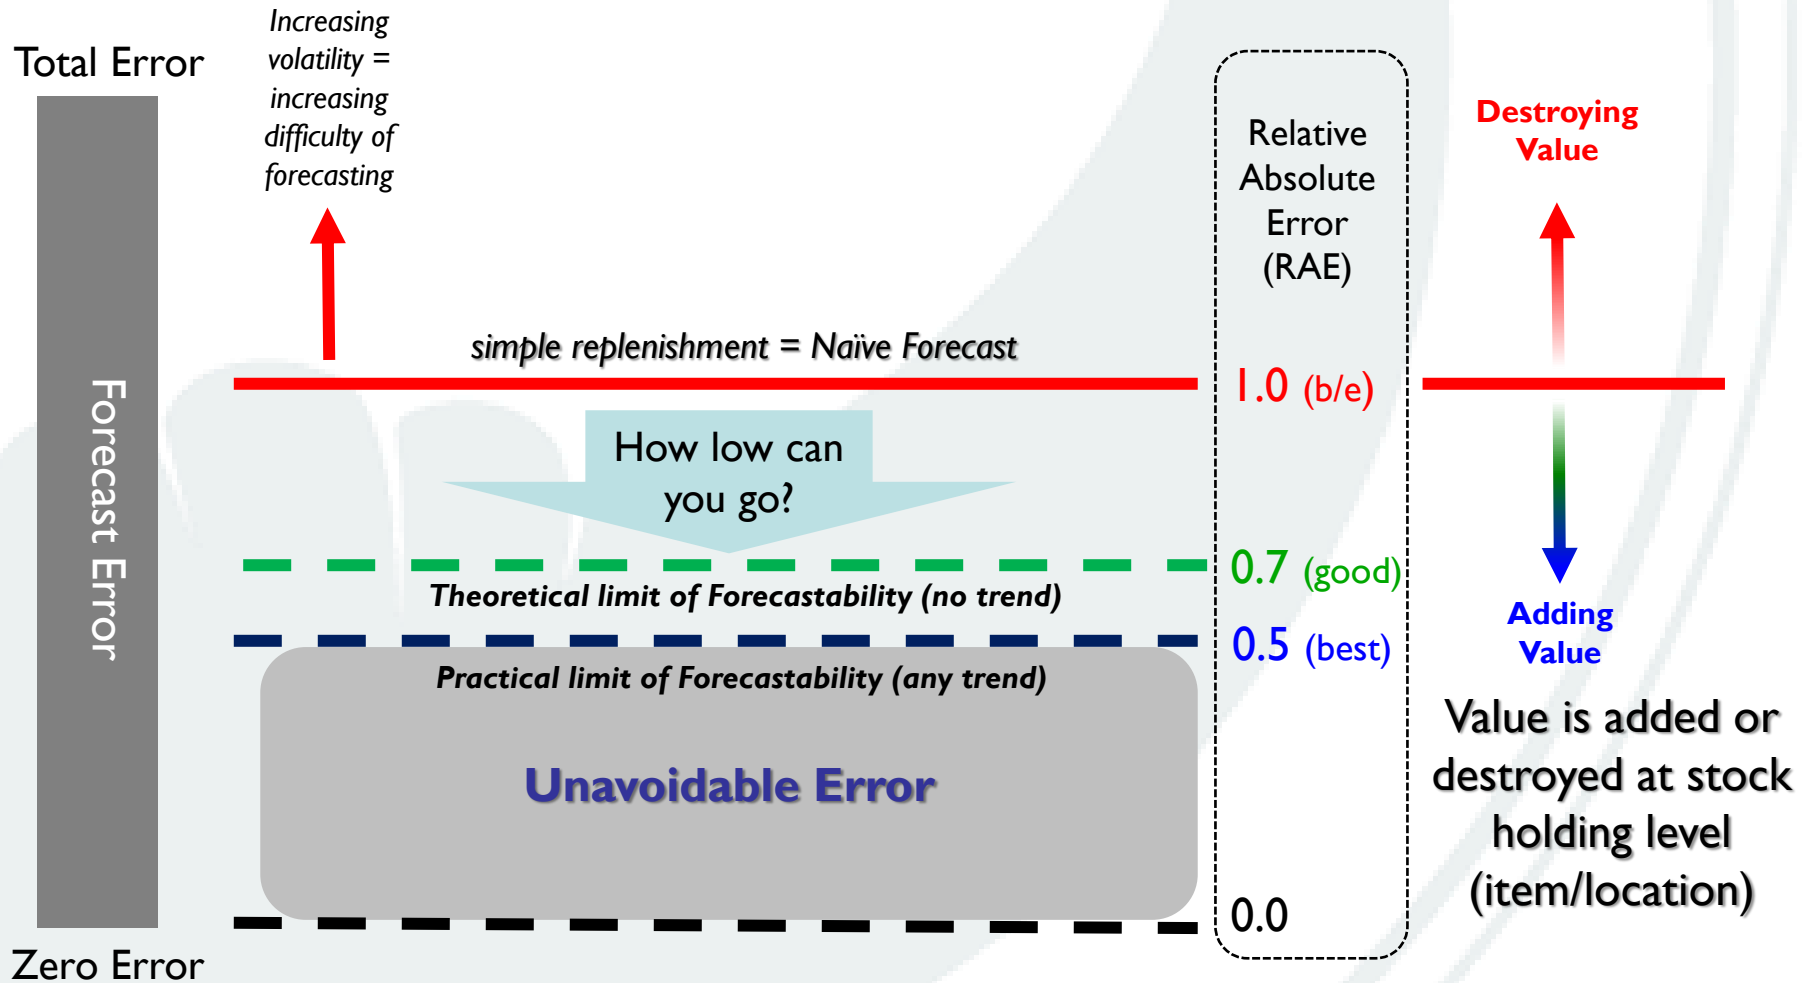 Total Error
Forecast Error
Zero Error
Increasing
volatility =
increasing
difficulty of
forecasting
simple replenishment = Naïve Forecast
How low can
you go?
Theoretical limit of Forecastability (no trend)
Practical limit of Forecastability (any trend)
Unavoidable Error
Relative
Absolute
Error
(RAE)
1.0 (b/e)
0.7 (good)
0.5 (best)
0.0
Destroying
Value
Adding
Value
Value is added or
destroyed at stock
holding level
(item/location)